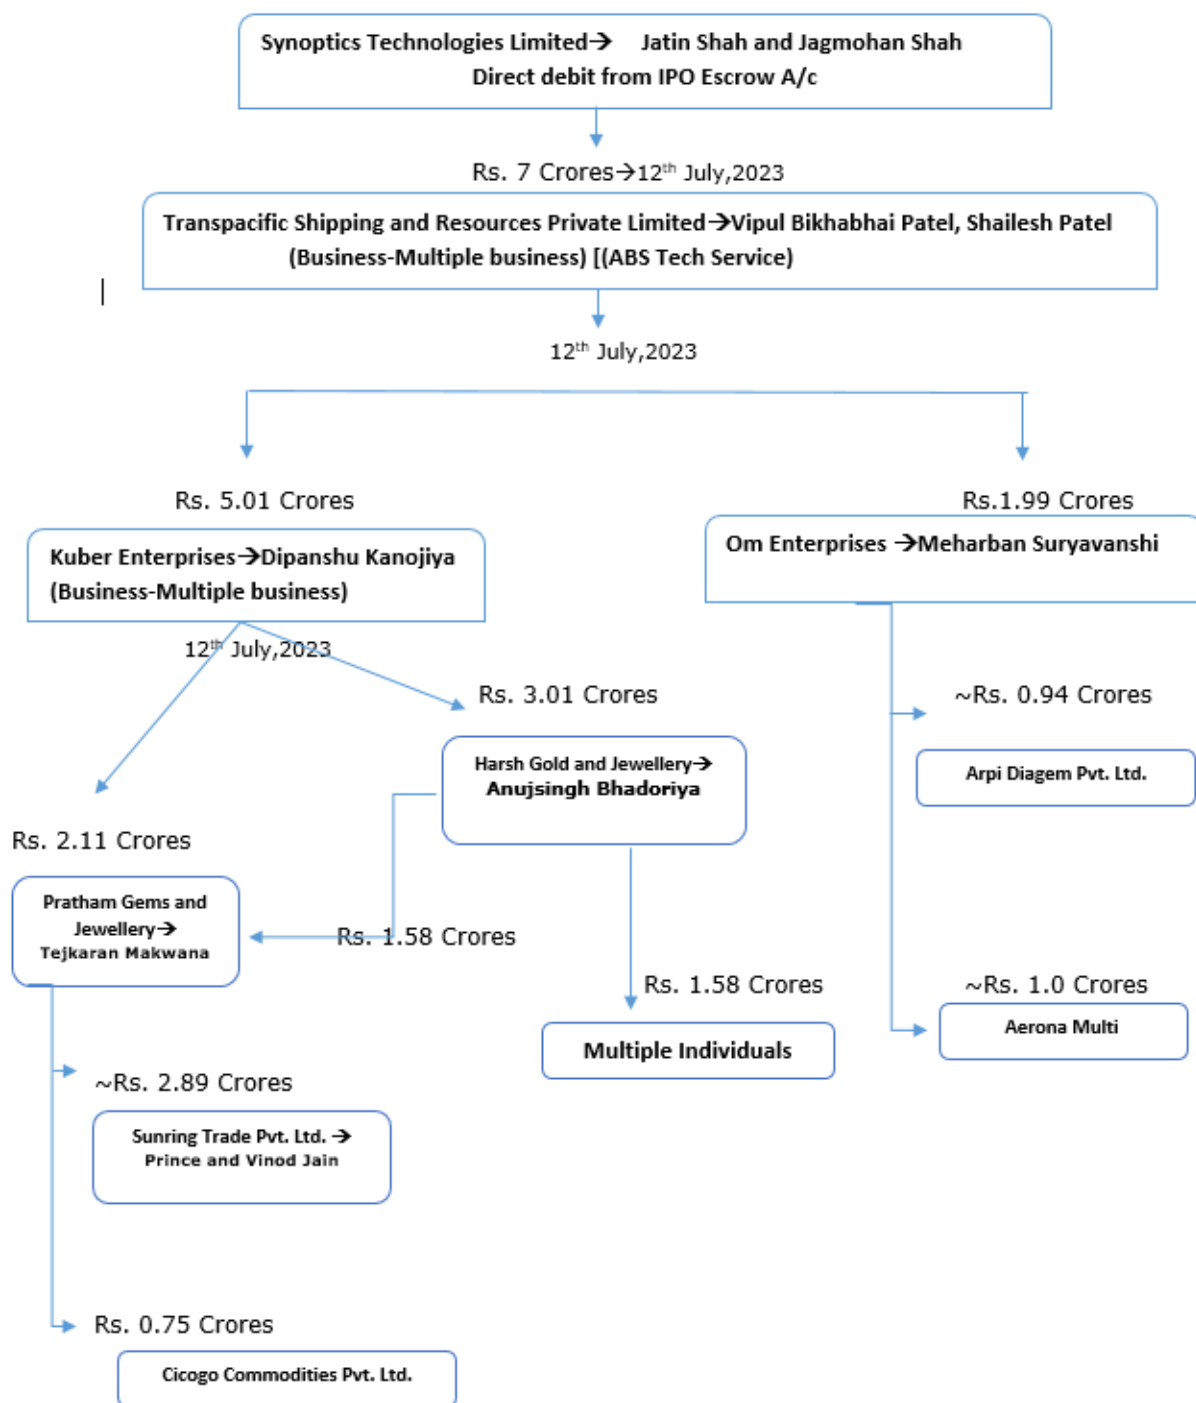 Synoptics Technologies Limited→ Jatin Shah and Jagmohan Shah
Direct debit from IPO Escrow A/c
Rs. 7 Crores→12th July,2023
Transpacific Shipping and Resources Private Limited→Vipul Bikhabhai Patel, Shailesh Patel
(Business-Multiple business) [(ABS Tech Service)
12th July,2023
Rs. 5.01 Crores
Rs.1.99 Crores
Kuber Enterprises→Dipanshu Kanojiya
(Business-Multiple business)
Om Enterprises →Meharban Suryavanshi
12th July,2023
Rs. 3.01 Crores
~Rs. 0.94 Crores
Harsh Gold and Jewellery→
Anujsingh Bhadoriya
Arpi Diagem Pvt. Ltd.
Rs. 2.11 Crores
Pratham Gems and
Jewellery→
Tejkaran Makwana
Rs. 1.58 Crores
Rs. 1.58 Crores
~Rs. 1.0 Crores
Multiple Individuals
Aerona Multi
~Rs. 2.89 Crores
Sunring Trade Pvt. Ltd. →
Prince and Vinod Jain
Rs. 0.75 Crores
Cicogo Commodities Pvt. Ltd.